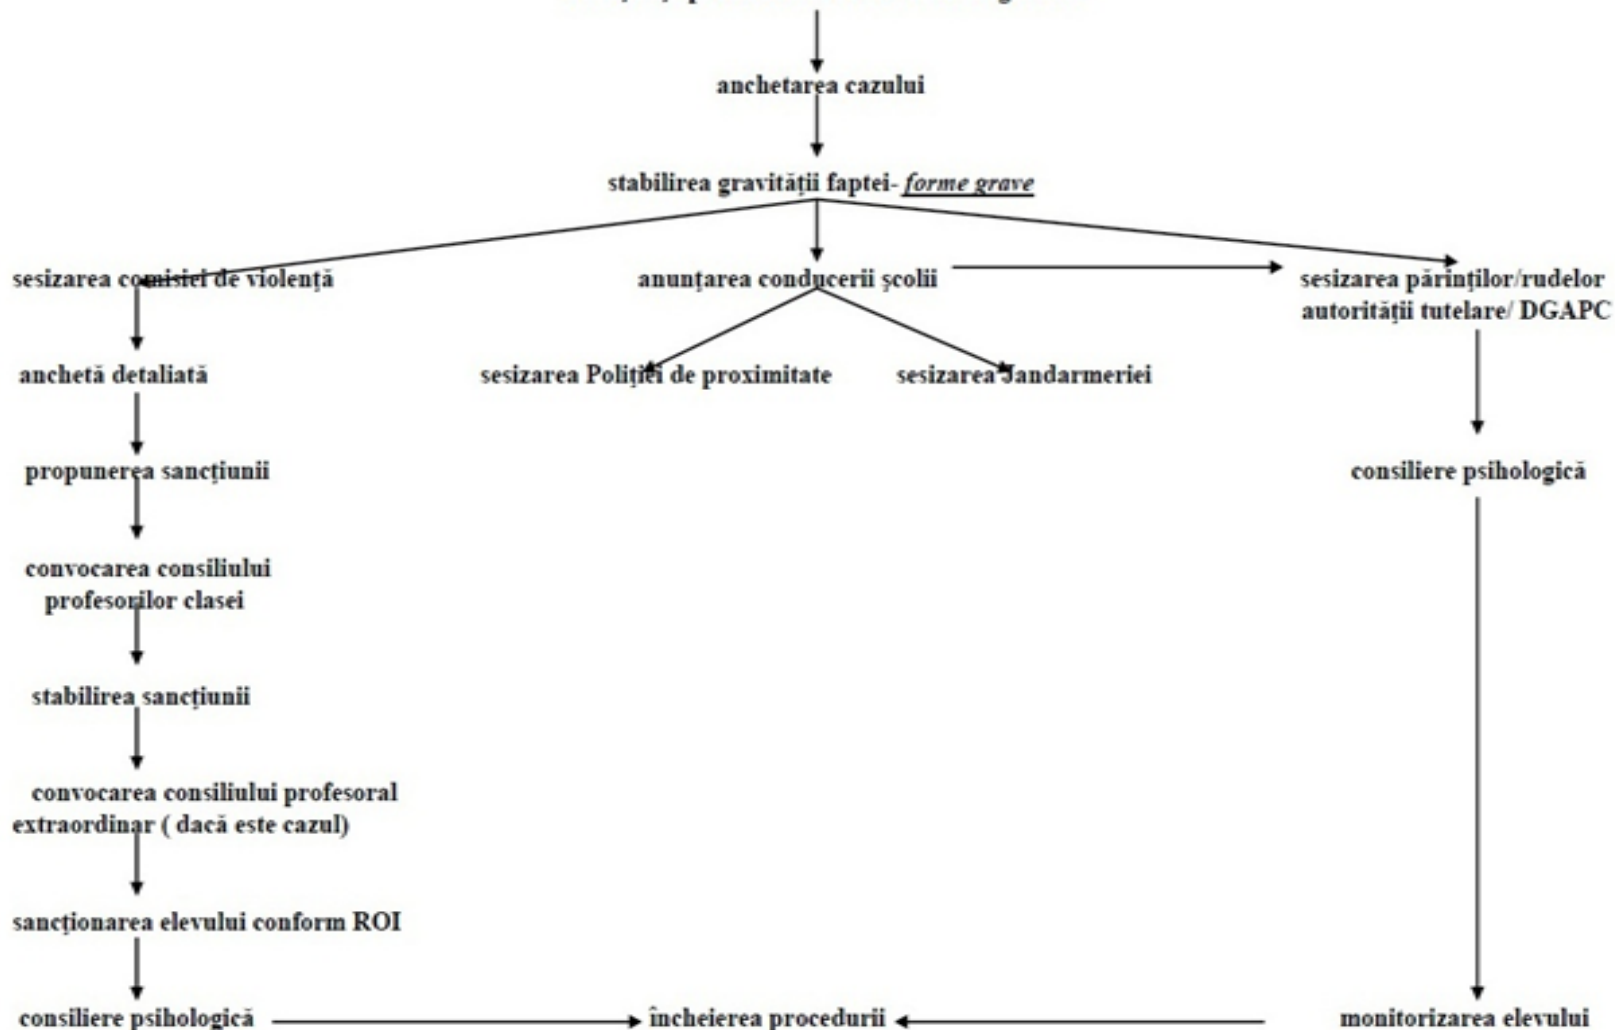 anchetarea cazului
stabilirea gravității faptei- forme grave
sesizarea comisiei de violență
anunțarea conducerii școlii
sesizarea părinților/rudelor
autorității tutelare/ DGAPC
anchetă detaliată
sesizarea Poliției de proximitate
sesizarea Jandarmeriei
propunerea sancțiunii
consiliere psihologică
convocarea consiliului
profesorilor clasei
stabilirea sancțiunii
convocarea consiliului profesoral
extraordinar ( dacă este cazul)
sancționarea elevului conform ROI
consiliere psihologică
încheierea procedurii
monitorizarea elevului